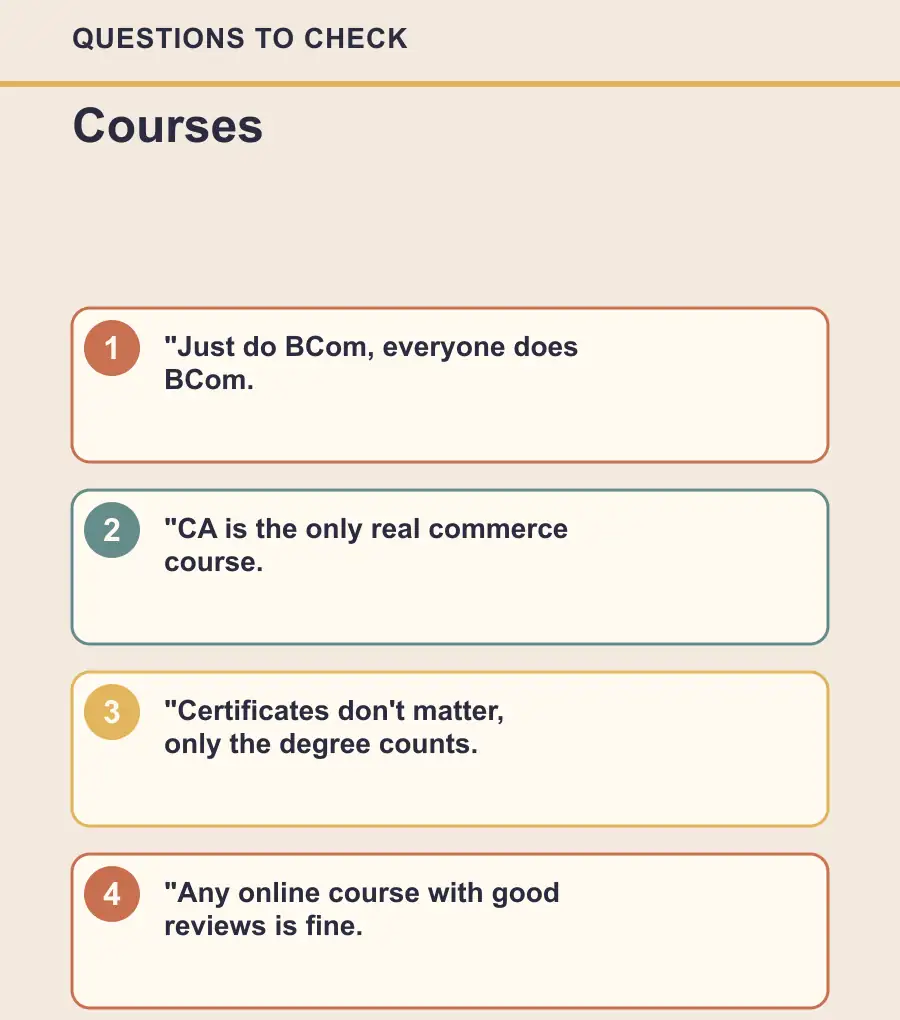 QUESTIONS TO CHECK
Courses
1
"Just do BCom, everyone does
BCom.
2
"CA is the only real commerce
course.
3
"Certificates don't matter,
only the degree counts.
4
"Any online course with good
reviews is fine.